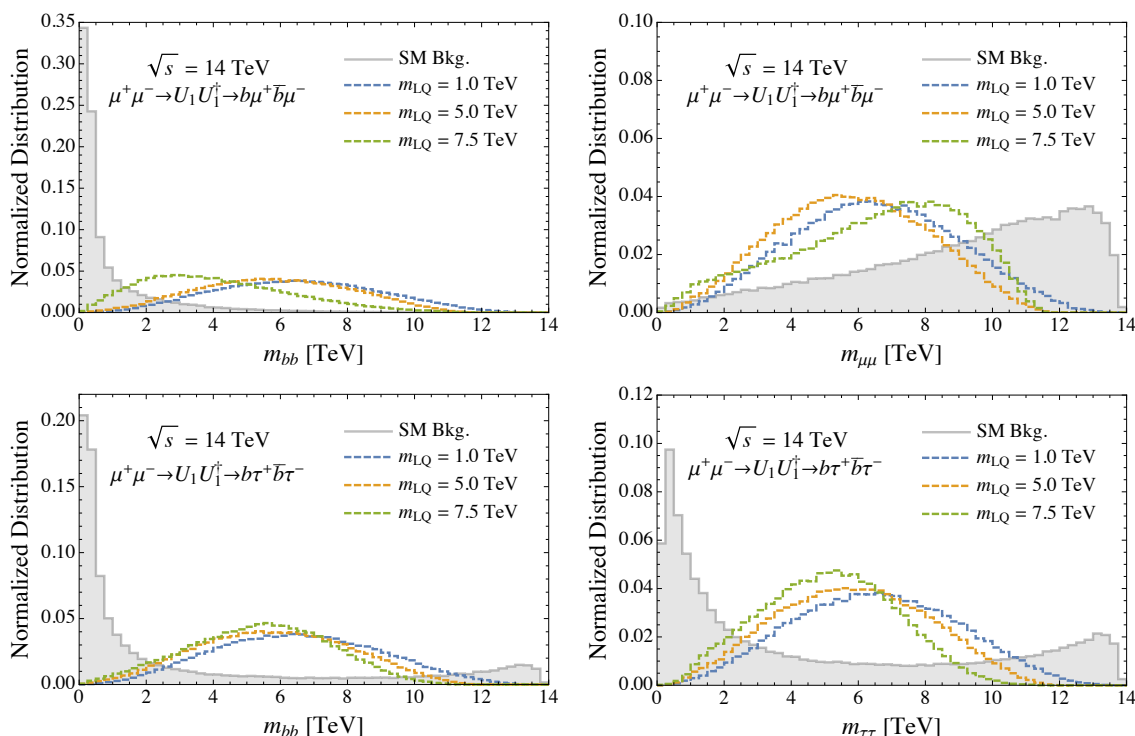 Normalized Distribution
0.35
0.30
0.25
0.20
0.15
0.10
0.05
0.00
√s = 14 TeV
μ⁺μ⁻→U₁U₁†→bμ⁺b̄μ⁻
SM Bkg.
m_LQ = 1.0 TeV
m_LQ = 5.0 TeV
m_LQ = 7.5 TeV
0 2 4 6 8 10 12 14
m_bb [TeV]
Normalized Distribution
0.10
0.08
0.06
0.04
0.02
0.00
√s = 14 TeV
μ⁺μ⁻→U₁U₁†→bμ⁺b̄μ⁻
SM Bkg.
m_LQ = 1.0 TeV
m_LQ = 5.0 TeV
m_LQ = 7.5 TeV
0 2 4 6 8 10 12 14
m_μμ [TeV]
Normalized Distribution
0.20
0.15
0.10
0.05
0.00
√s = 14 TeV
μ⁺μ⁻→U₁U₁†→bτ⁺b̄τ⁻
SM Bkg.
m_LQ = 1.0 TeV
m_LQ = 5.0 TeV
m_LQ = 7.5 TeV
0 2 4 6 8 10 12 14
m_bb [TeV]
Normalized Distribution
0.12
0.10
0.08
0.06
0.04
0.02
0.00
√s = 14 TeV
μ⁺μ⁻→U₁U₁†→bτ⁺b̄τ⁻
SM Bkg.
m_LQ = 1.0 TeV
m_LQ = 5.0 TeV
m_LQ = 7.5 TeV
0 2 4 6 8 10 12 14
m_ττ [TeV]